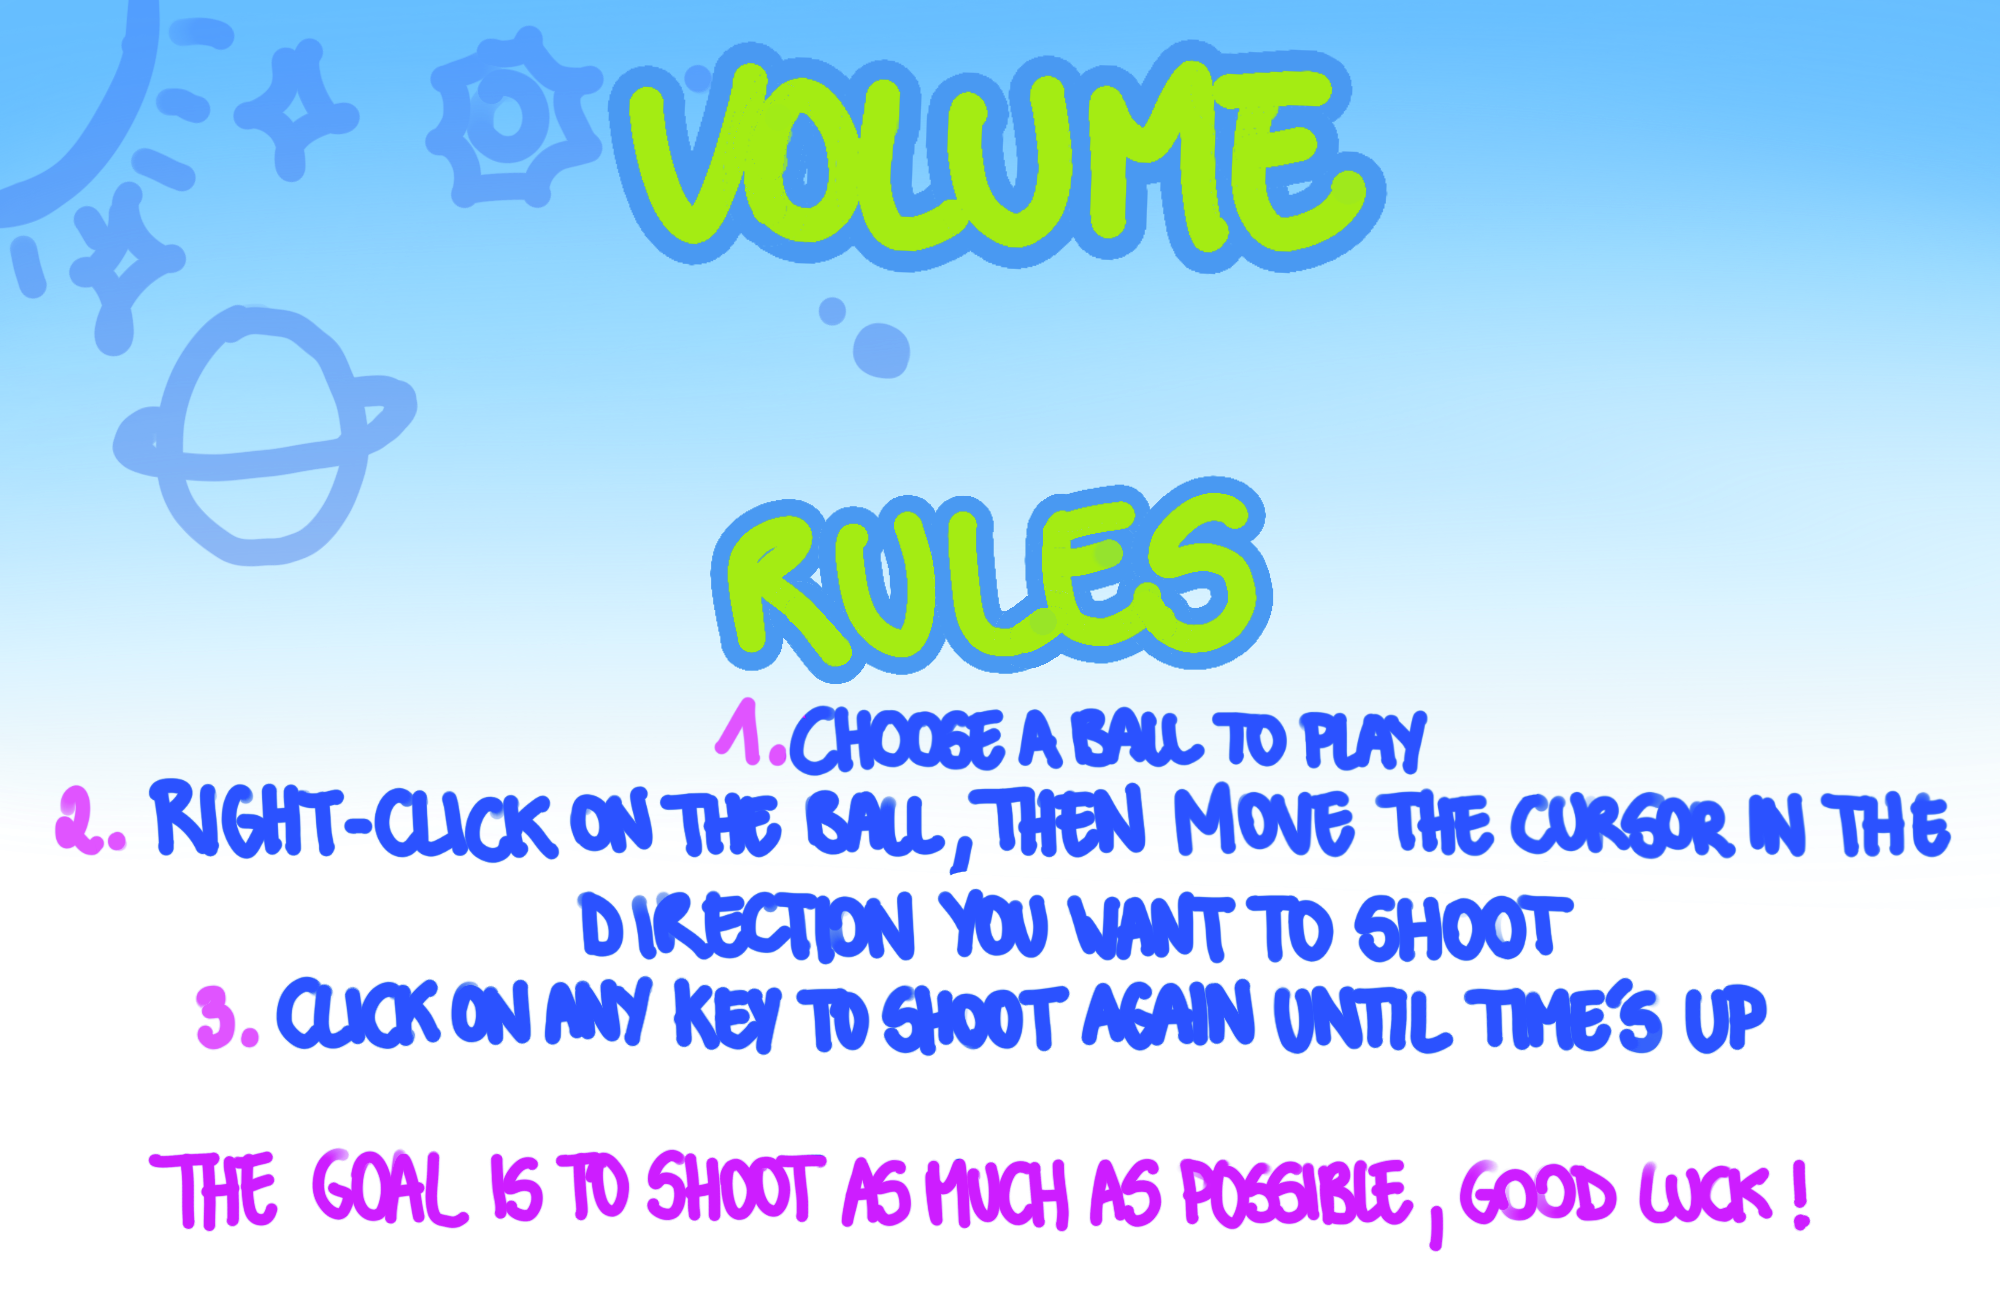 VOLUME
RULES
1. CHOOSE A BALL TO PLAY
2. RIGHT-CLICK ON THE BALL, THEN MOVE THE CURSOR IN THE
DIRECTION YOU WANT TO SHOOT
3. CLICK ON ANY KEY TO SHOOT AGAIN UNTIL TIME'S UP
THE GOAL IS TO SHOOT AS MUCH AS POSSIBLE, GOOD LUCK !